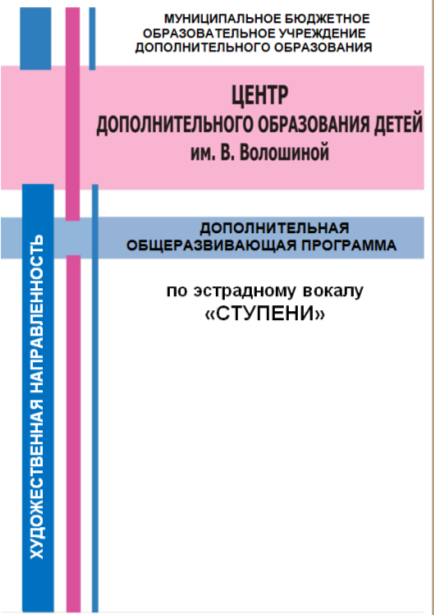 МУНИЦИПАЛЬНОЕ БЮДЖЕТНОЕ
ОБРАЗОВАТЕЛЬНОЕ УЧРЕЖДЕНИЕ
ДОПОЛНИТЕЛЬНОГО ОБРАЗОВАНИЯ
ЦЕНТР
ДОПОЛНИТЕЛЬНОГО ОБРАЗОВАНИЯ ДЕТЕЙ
им. В. Волошиной
ДОПОЛНИТЕЛЬНАЯ
ОБЩЕРАЗВИВАЮЩАЯ ПРОГРАММА
по эстрадному вокалу
«СТУПЕНИ»
ХУДОЖЕСТВЕННАЯ НАПРАВЛЕННОСТЬ